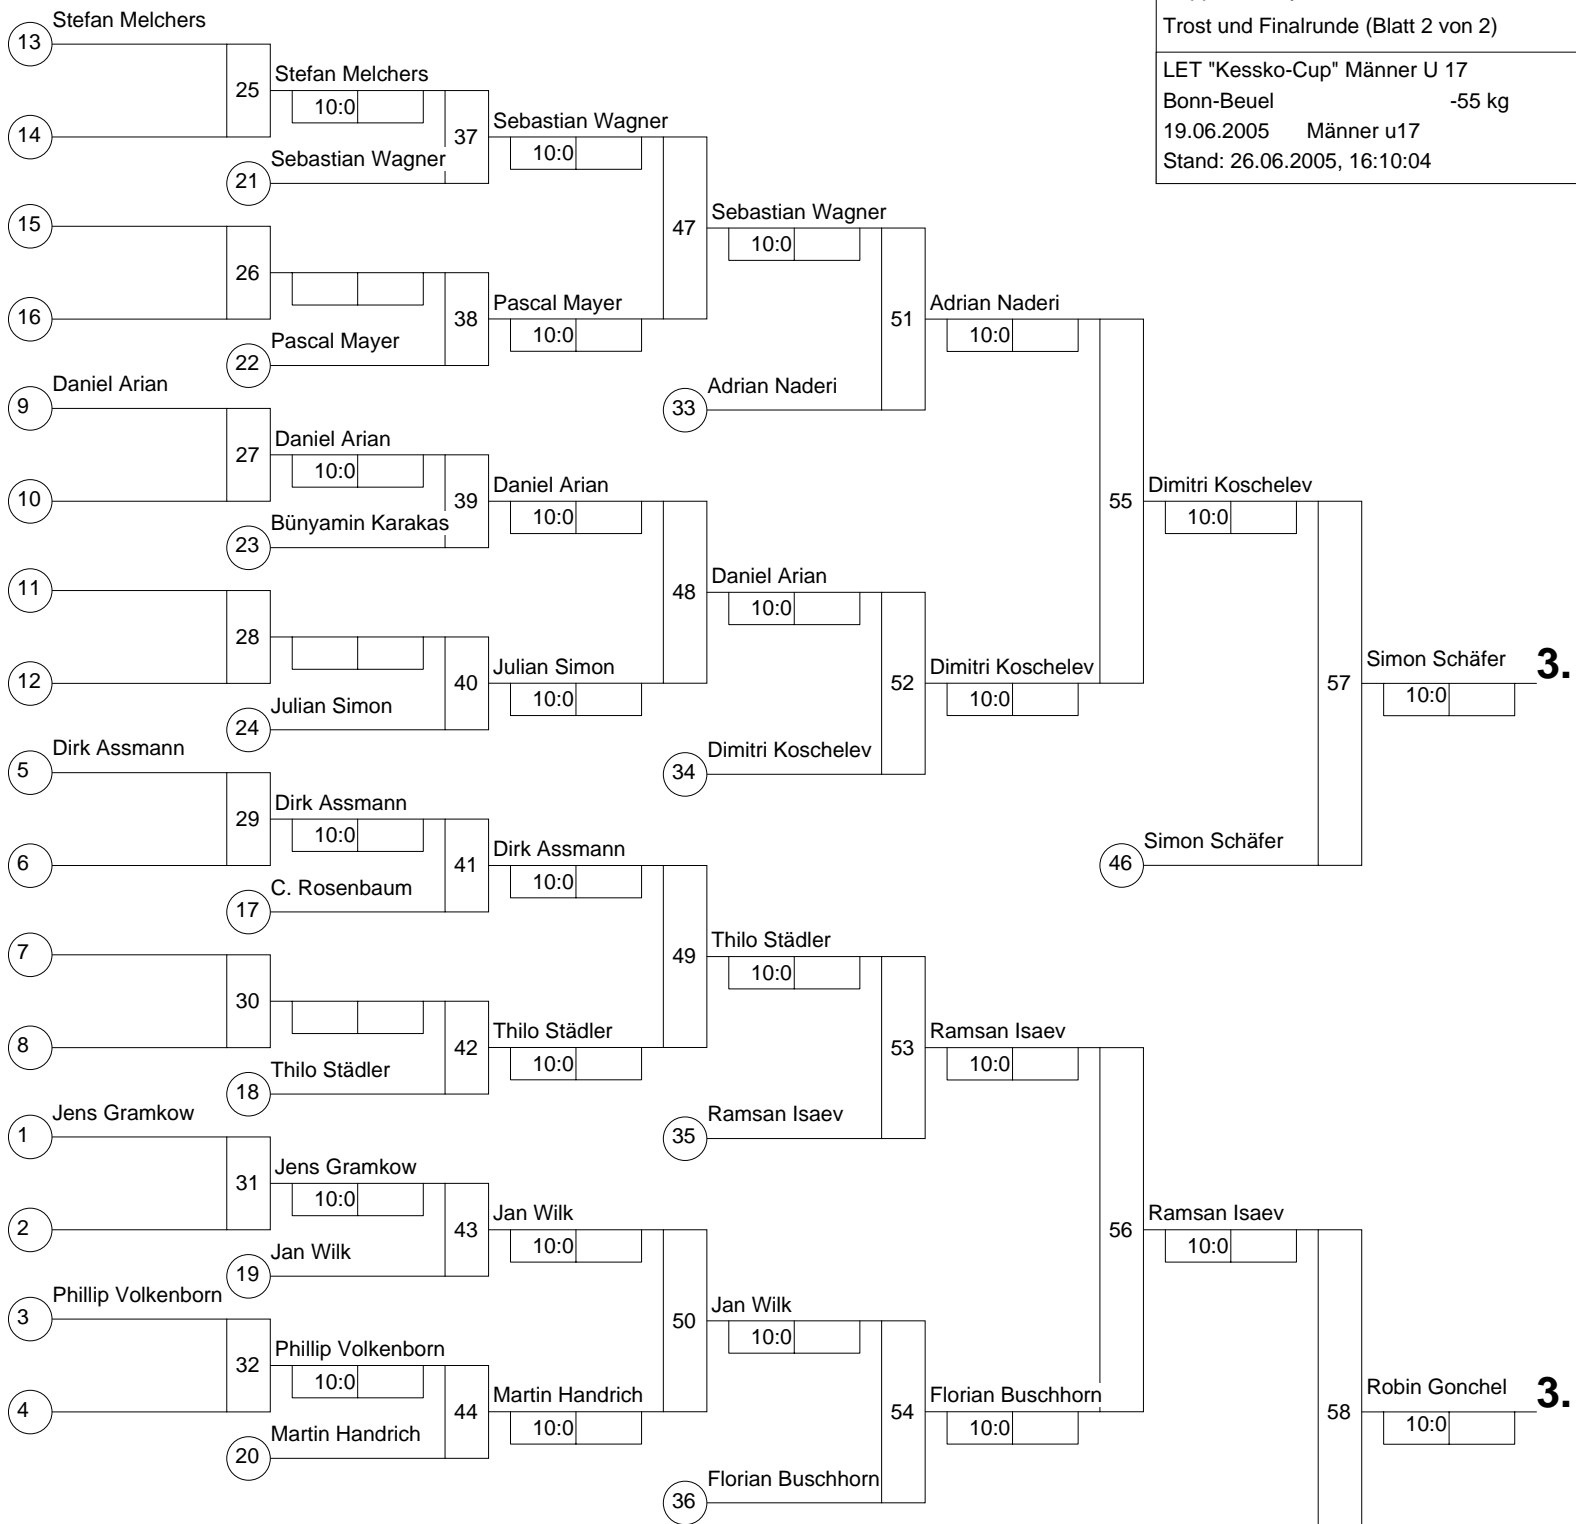 Trost und Finalrunde (Blatt 2 von 2)
LET "Kessko-Cup" Männer U 17
Bonn-Beuel -55 kg
19.06.2005 Männer u17
Stand: 26.06.2005, 16:10:04
13 Stefan Melchers
25 Stefan Melchers
10:0
14
37 Sebastian Wagner
10:0
21 Sebastian Wagner
15
47 Sebastian Wagner
10:0
26
16
38 Pascal Mayer
10:0
22 Pascal Mayer
51 Adrian Naderi
10:0
9 Daniel Arian
33 Adrian Naderi
27 Daniel Arian
10:0
10
39 Daniel Arian
10:0
55 Dimitri Koschelev
10:0
23 Bünyamin Karakas
11
48 Daniel Arian
10:0
28
12
40 Julian Simon
10:0
52 Dimitri Koschelev
10:0
57 Simon Schäfer 3.
10:0
24 Julian Simon
5 Dirk Assmann
34 Dimitri Koschelev
29 Dirk Assmann
10:0
6
41 Dirk Assmann
10:0
46 Simon Schäfer
17 C. Rosenbaum
7
49 Thilo Städler
10:0
30
8
42 Thilo Städler
10:0
53 Ramsan Isaev
10:0
18 Thilo Städler
1 Jens Gramkow
35 Ramsan Isaev
31 Jens Gramkow
10:0
2
43 Jan Wilk
10:0
56 Ramsan Isaev
10:0
19 Jan Wilk
3 Phillip Volkenborn
50 Jan Wilk
10:0
32 Phillip Volkenborn
10:0
4
44 Martin Handrich
10:0
54 Florian Buschhorn
10:0
58 Robin Gonchel 3.
10:0
20 Martin Handrich
36 Florian Buschhorn